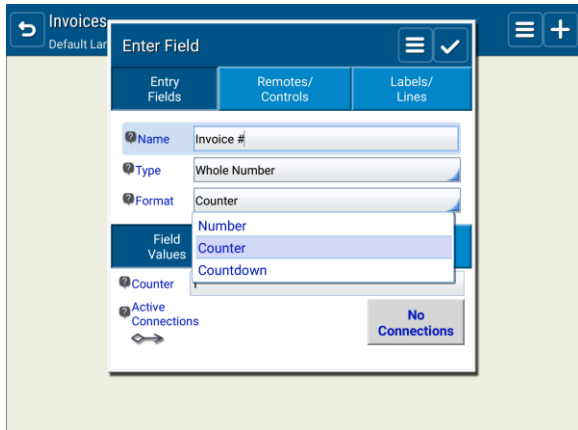 Invoices
Default Lar
Enter Field
Entry
Fields
Remotes/
Controls
Labels/
Lines
Name
Invoice #
Type
Whole Number
Format
Counter
Number
Counter
Countdown
Field
Values
Counter
Active
Connections
No
Connections